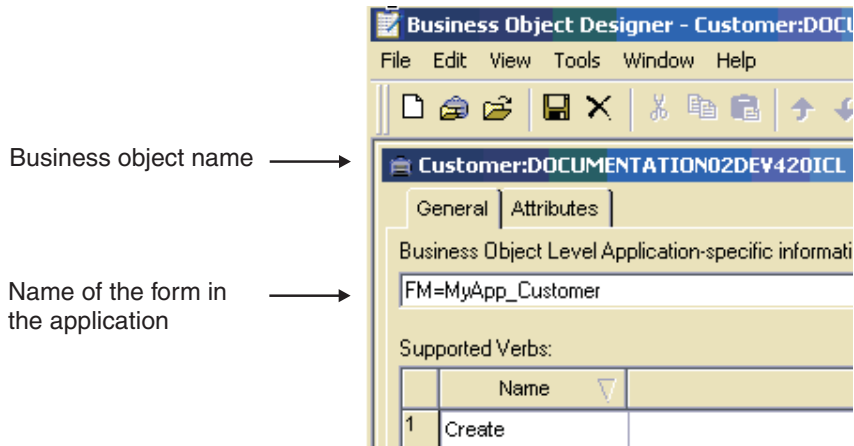 Business Object Designer - Customer:DOCU
File Edit View Tools Window Help
Business object name
Customer:DOCUMENTATION02DEV420ICL
General Attributes
Business Object Level Application-specific informati
Name of the form in
the application
FM=MyApp_Customer
Supported Verbs:
Name
1 Create